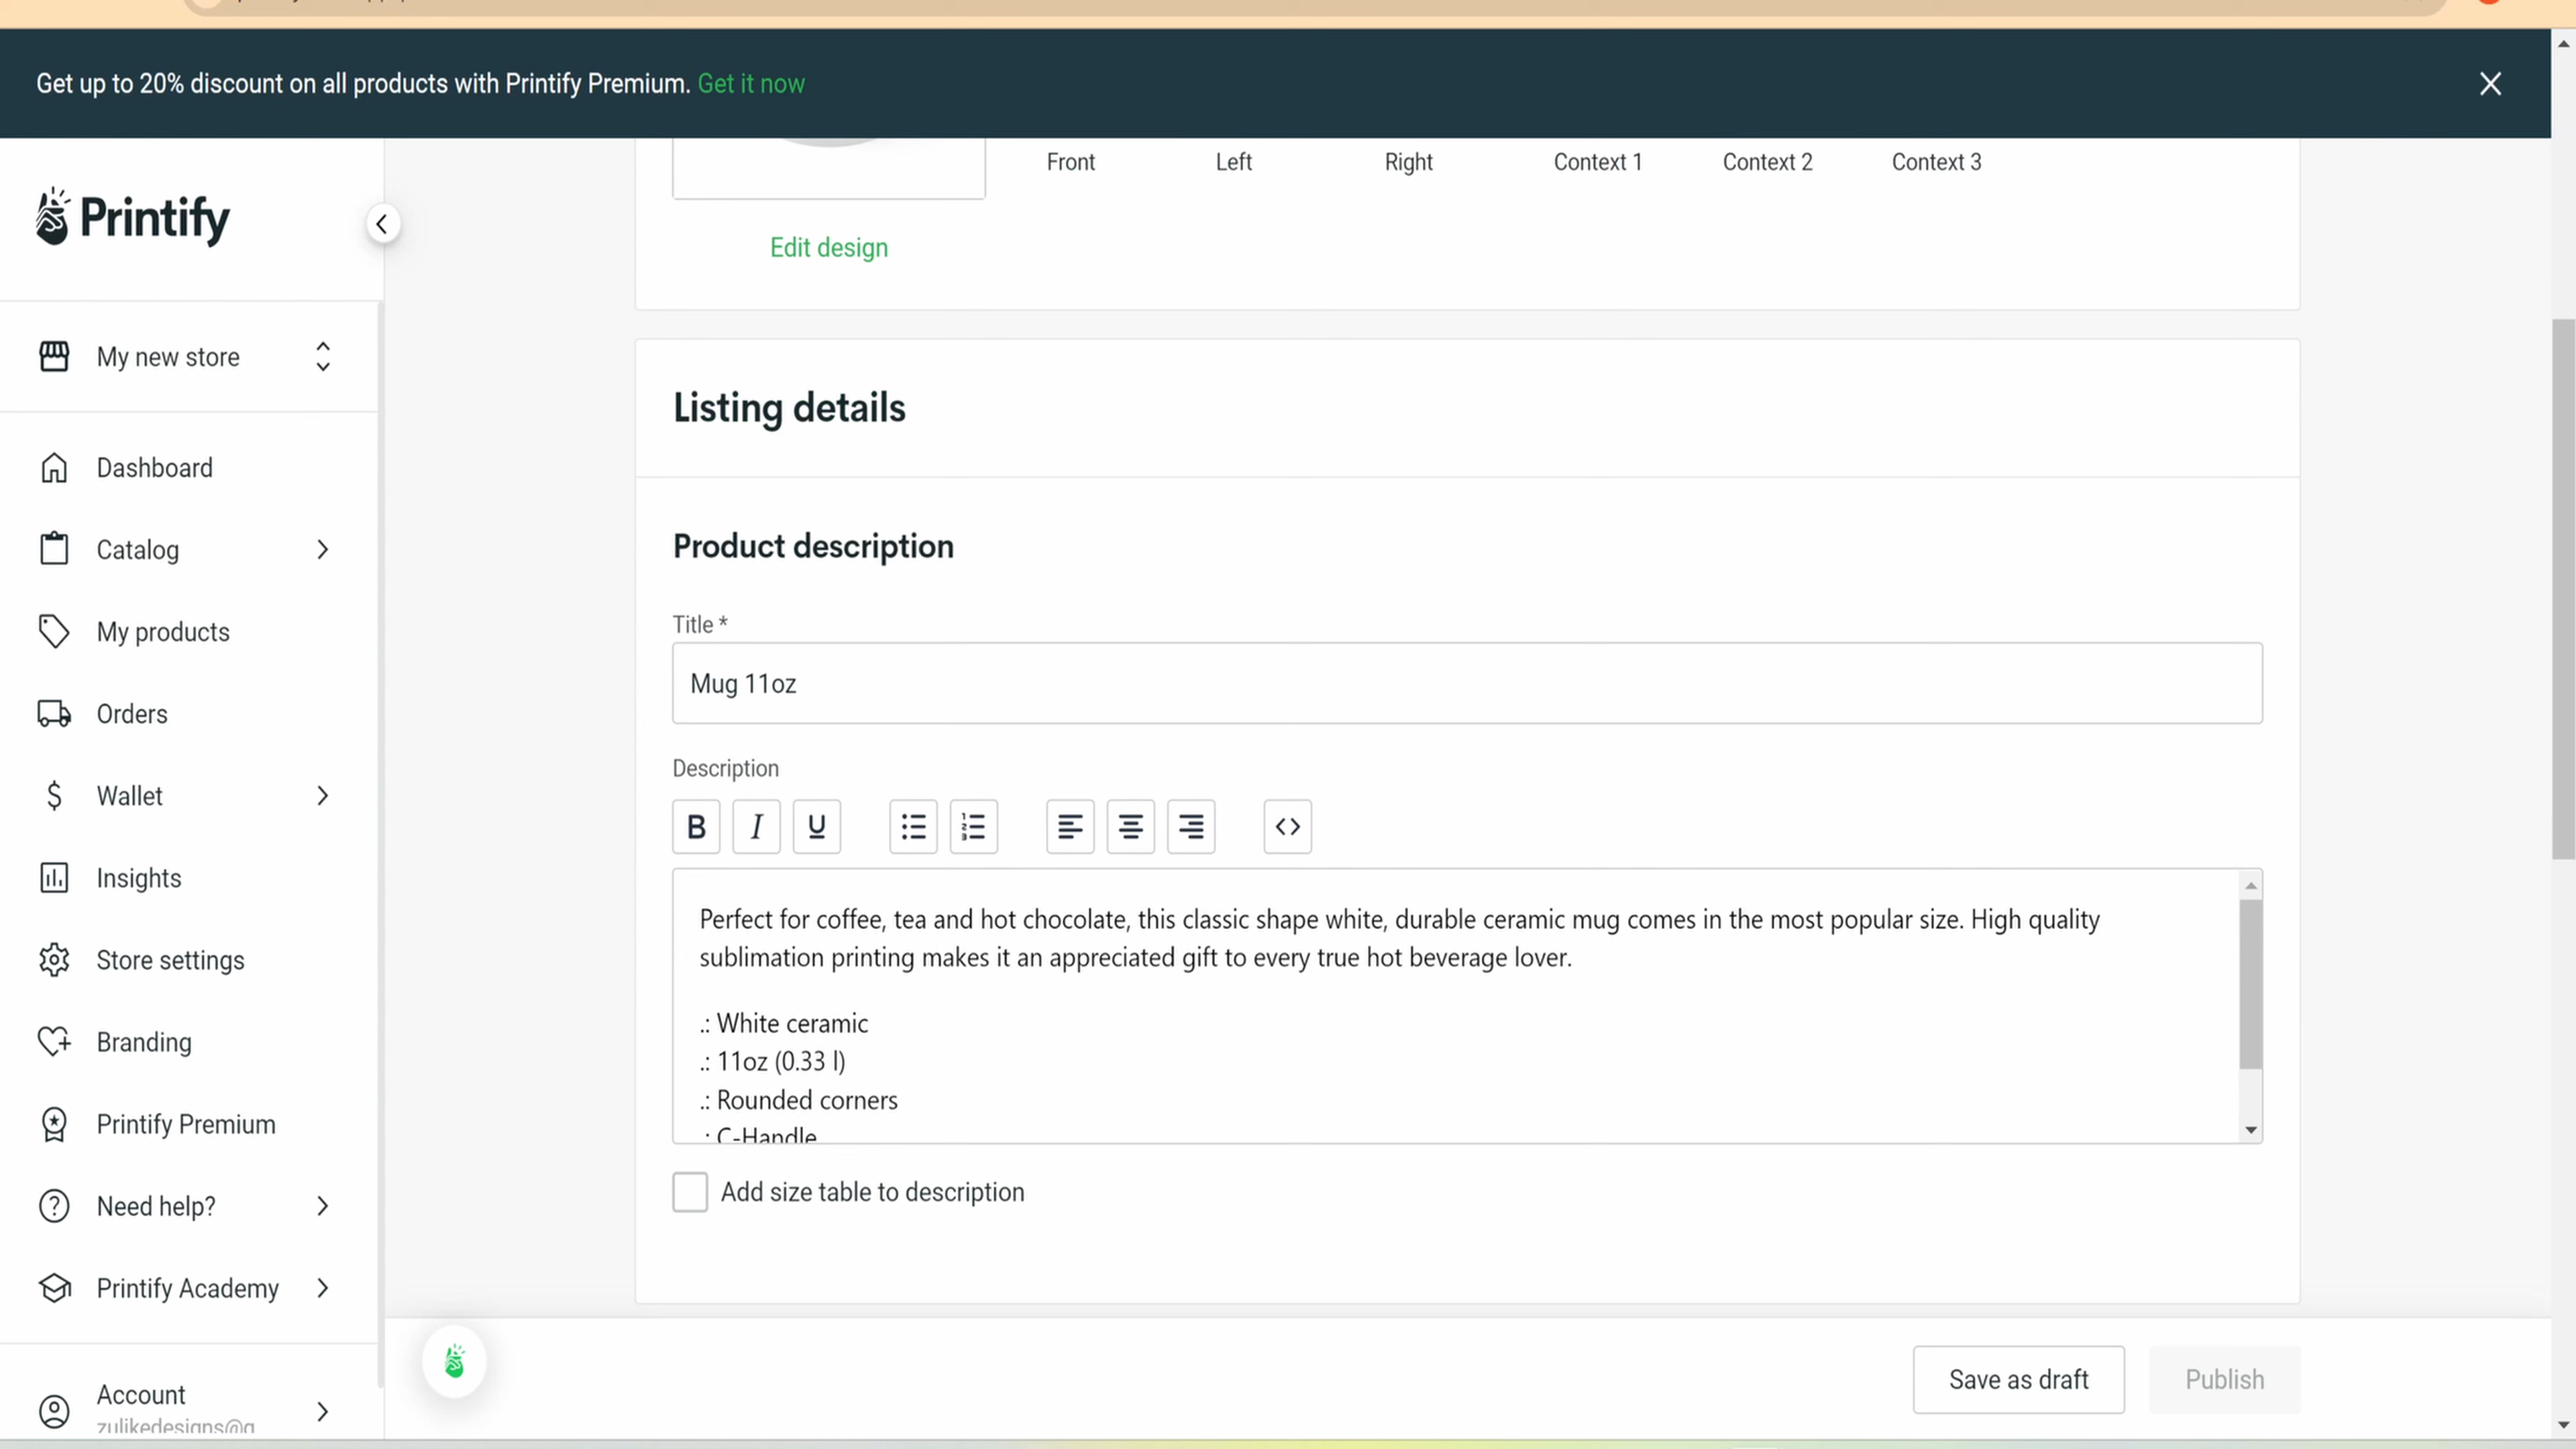 Get up to 20% discount on all products with Printify Premium. Get it now
Printify
My new store
Dashboard
Catalog
My products
Orders
Wallet
Insights
Store settings
Branding
Printify Premium
Need help?
Printify Academy
Account
zulikedesigns@g
Front Left Right Context 1 Context 2 Context 3
Edit design
Listing details
Product description
Title *
Mug 11oz
Description
B I U
Perfect for coffee, tea and hot chocolate, this classic shape white, durable ceramic mug comes in the most popular size. High quality
sublimation printing makes it an appreciated gift to every true hot beverage lover.
.: White ceramic
.: 11oz (0.33 l)
.: Rounded corners
.: C-Handle
Add size table to description
Save as draft Publish